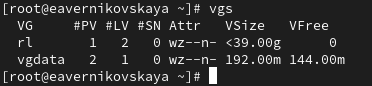 [root@eavernikovskaya ~]# vgs
  VG     #PV #LV #SN Attr   VSize   VFree
  rl       1   2   0 wz--n- <39.00g      0
  vgdata   2   1   0 wz--n- 192.00m 144.00m
[root@eavernikovskaya ~]#